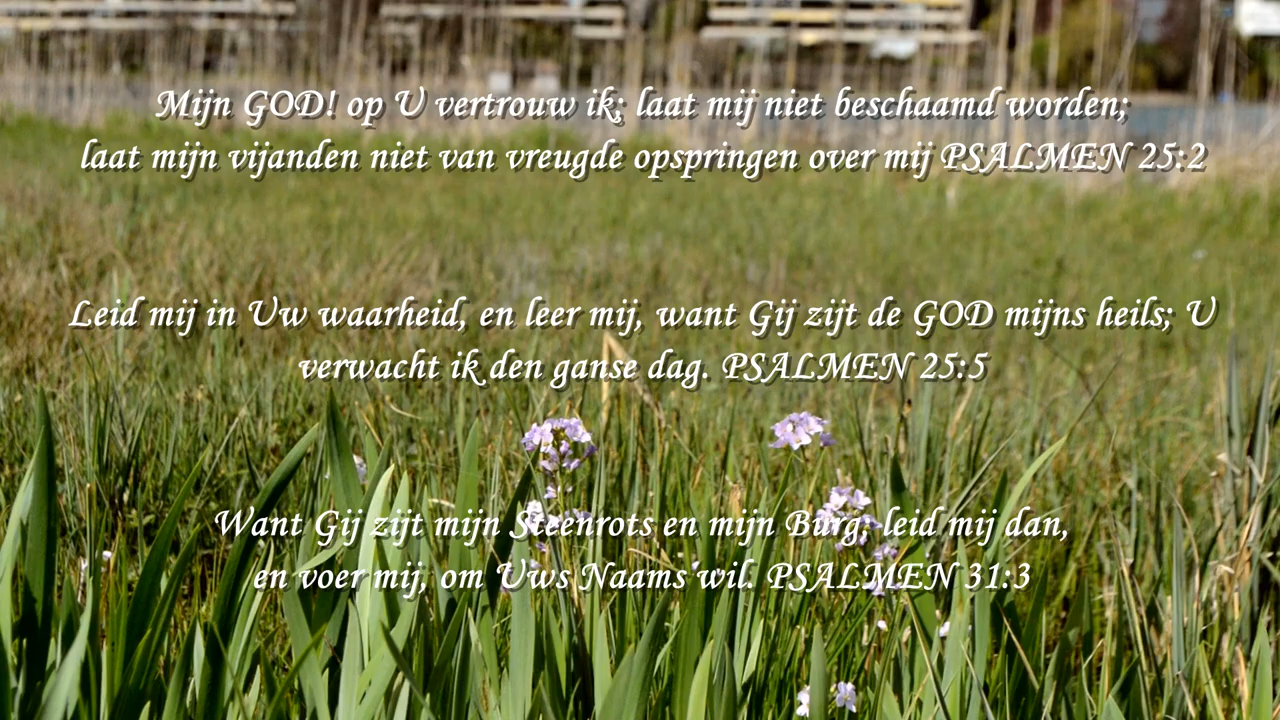 Mijn GOD! op U vertrouw ik; laat mij niet beschaamd worden;
laat mijn vijanden niet van vreugde opspringen over mij PSALMEN 25:2
Leid mij in Uw waarheid, en leer mij, want Gij zijt de GOD mijns heils; U
verwacht ik den ganse dag. PSALMEN 25:5
Want Gij zijt mijn Steenrots en mijn Burg; leid mij dan,
en voer mij, om Uws Naams wil. PSALMEN 31:3